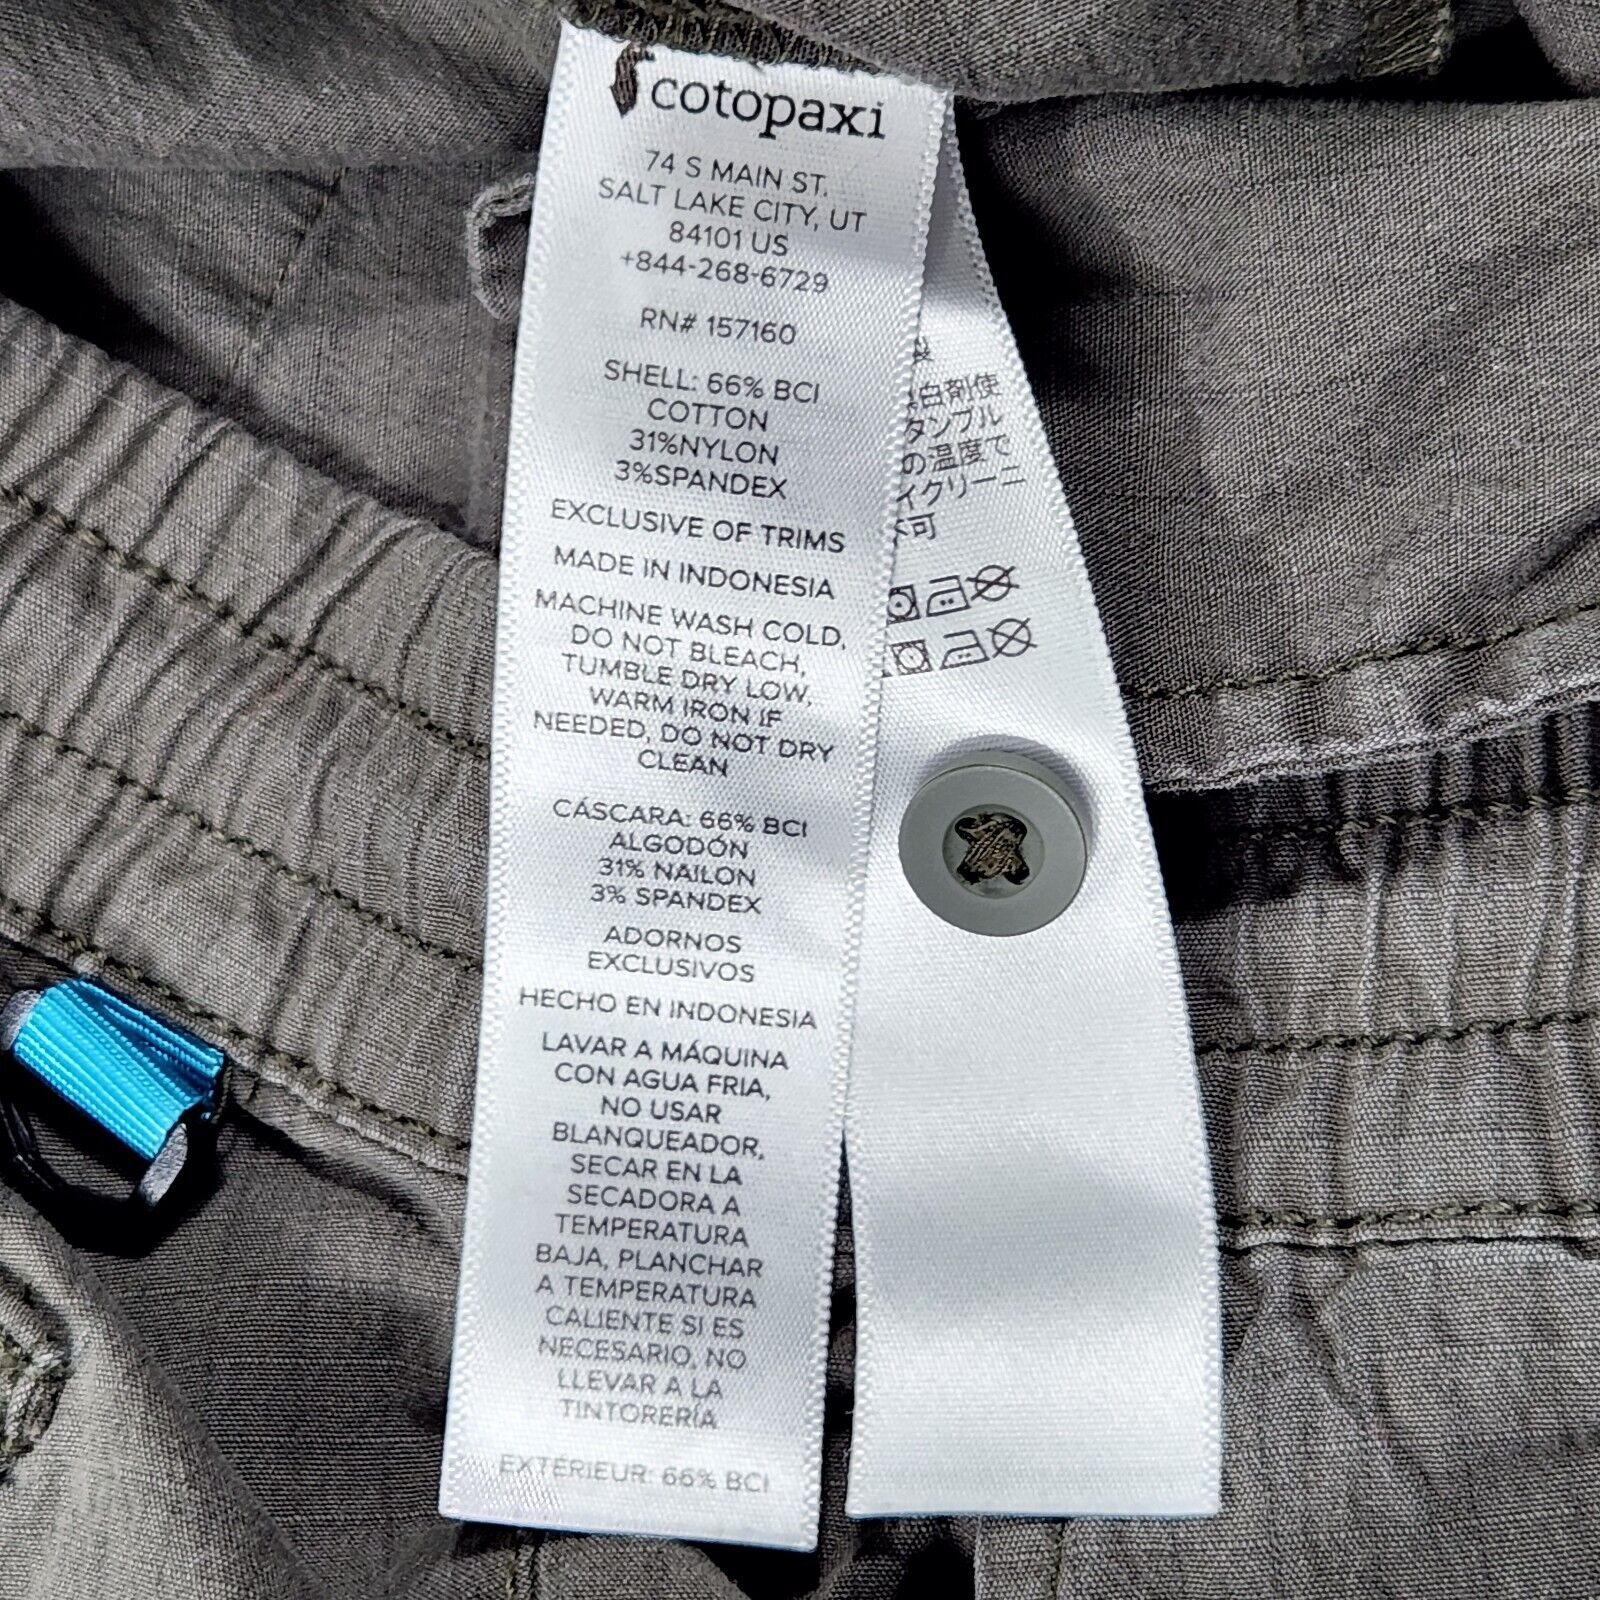 cotopaxi
74 S MAIN ST.
SALT LAKE CITY, UT
84101 US
+844-268-6729
RN# 157160
SHELL: 66% BCI
COTTON
31%NYLON
3%SPANDEX
EXCLUSIVE OF TRIMS
MADE IN INDONESIA
MACHINE WASH COLD,
DO NOT BLEACH,
TUMBLE DRY LOW,
WARM IRON IF
NEEDED, DO NOT DRY
CLEAN
CÁSCARA: 66% BCI
ALGODÓN
31% NAILON
3% SPANDEX
ADORNOS
EXCLUSIVOS
HECHO EN INDONESIA
LAVAR A MÁQUINA
CON AGUA FRIA,
NO USAR
BLANQUEADOR,
SECAR EN LA
SECADORA A
TEMPERATURA
BAJA, PLANCHAR
A TEMPERATURA
CALIENTE SI ES
NECESARIO, NO
LLEVAR A LA
TINTORERÍA
EXTÉRIEUR: 66% BCI
製
白剤使
タンブル
の温度で
イクリーニ
不可